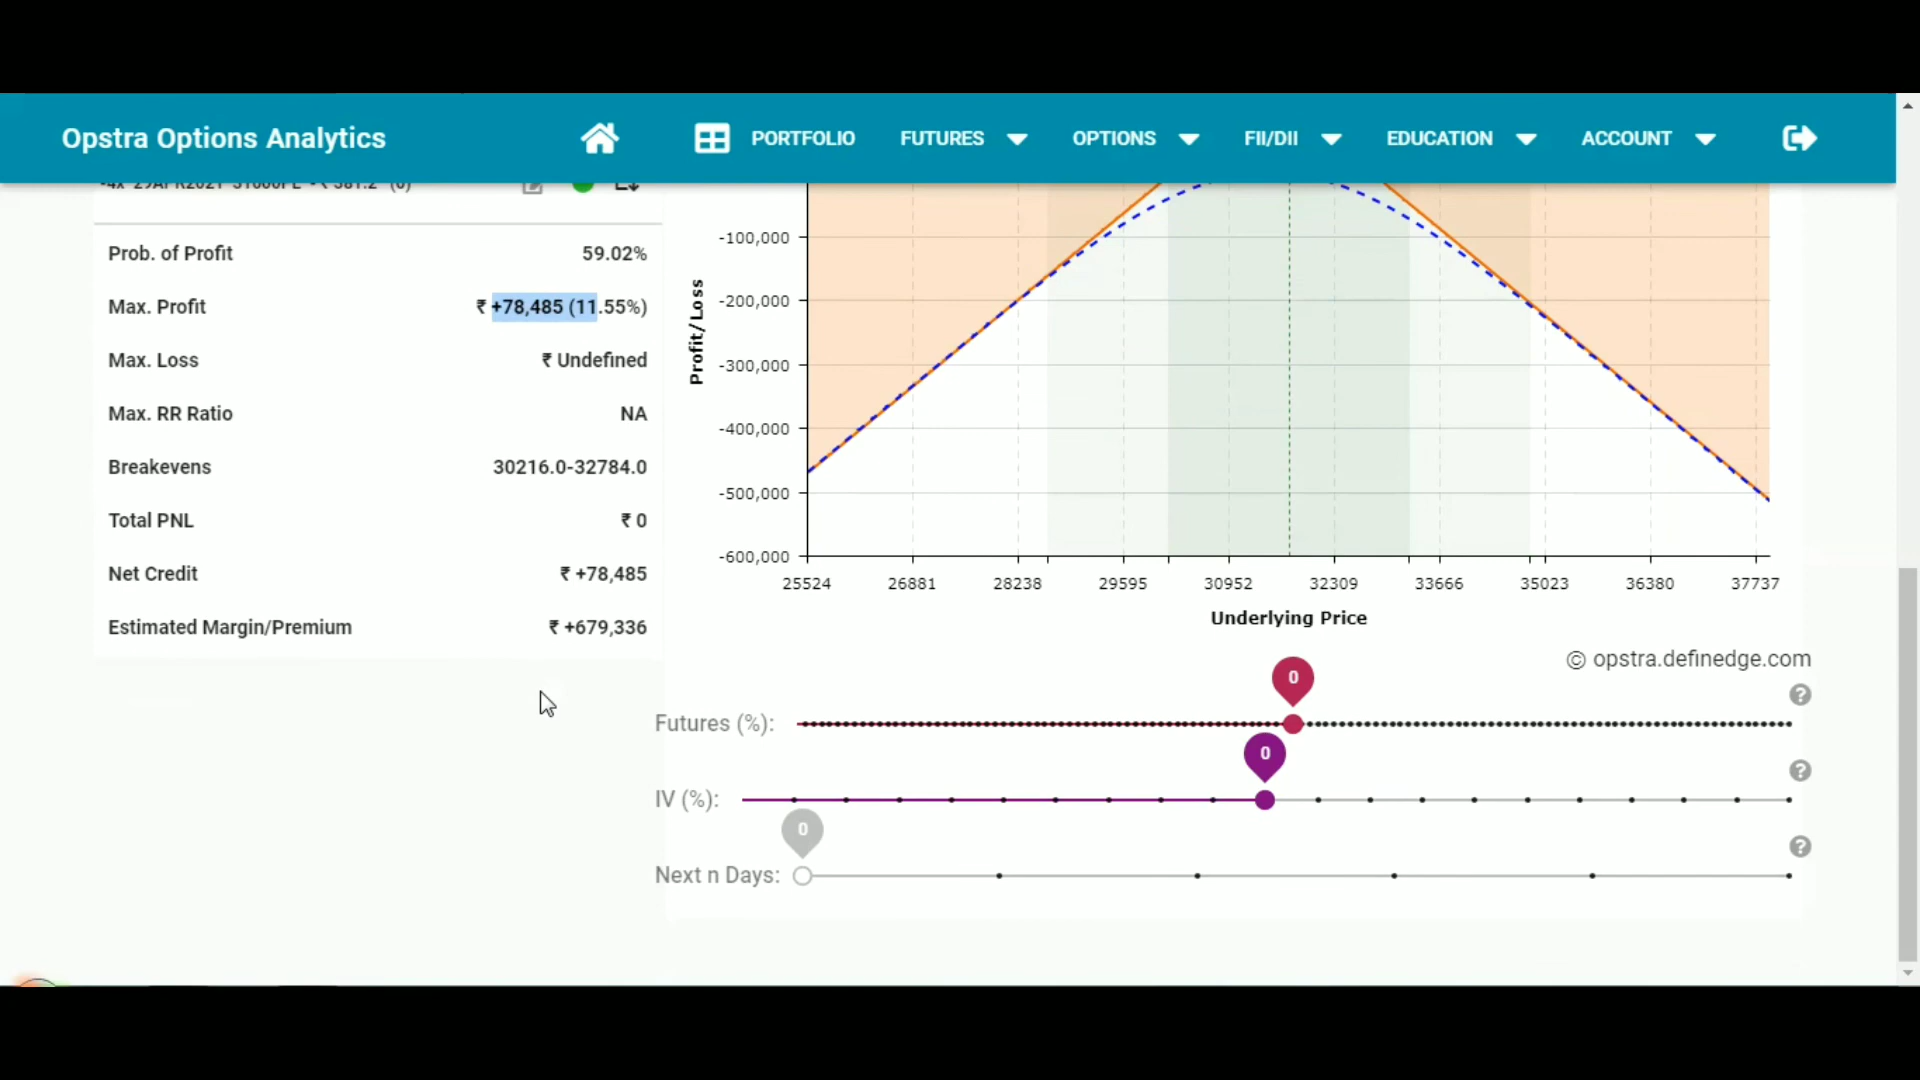 Opstra Options Analytics
PORTFOLIO
FUTURES
OPTIONS
FII/DII
EDUCATION
ACCOUNT
Prob. of Profit 59.02%
Max. Profit ₹ +78,485 (11.55%)
Max. Loss ₹ Undefined
Max. RR Ratio NA
Breakevens 30216.0-32784.0
Total PNL ₹ 0
Net Credit ₹ +78,485
Estimated Margin/Premium ₹ +679,336
Profit/Loss
-100,000
-200,000
-300,000
-400,000
-500,000
-600,000
25524 26881 28238 29595 30952 32309 33666 35023 36380 37737
Underlying Price
© opstra.definedge.com
0
?
Futures (%):
0
?
IV (%):
0
?
Next n Days: